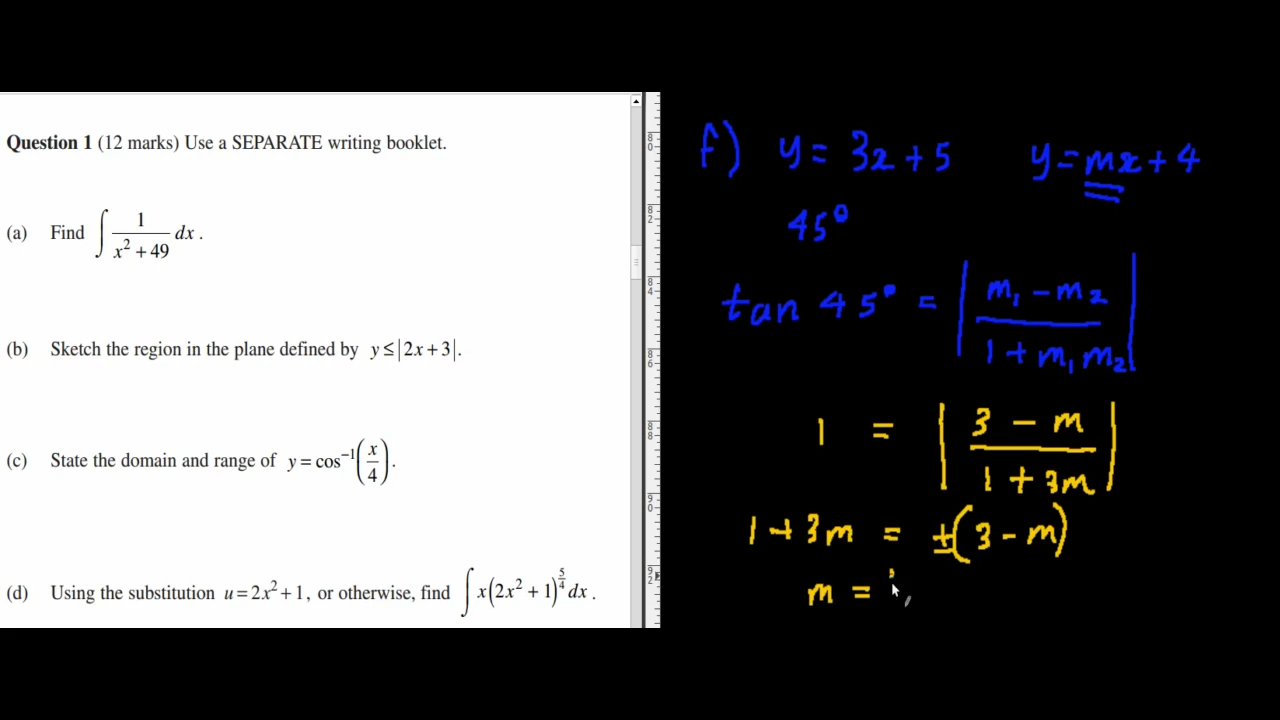 Question 1 (12 marks) Use a SEPARATE writing booklet.
(a) Find ∫ 1/(x² + 49) dx .
(b) Sketch the region in the plane defined by y ≤ |2x + 3|.
(c) State the domain and range of y = cos⁻¹(x/4).
(d) Using the substitution u = 2x² + 1, or otherwise, find ∫ x(2x² + 1)^(5/4) dx .
f) y = 3x + 5 y = mx + 4
45°
tan 45° = |(m₁ - m₂)/(1 + m₁ m₂)|
1 = |(3 - m)/(1 + 3m)|
1 + 3m = ±(3 - m)
m =